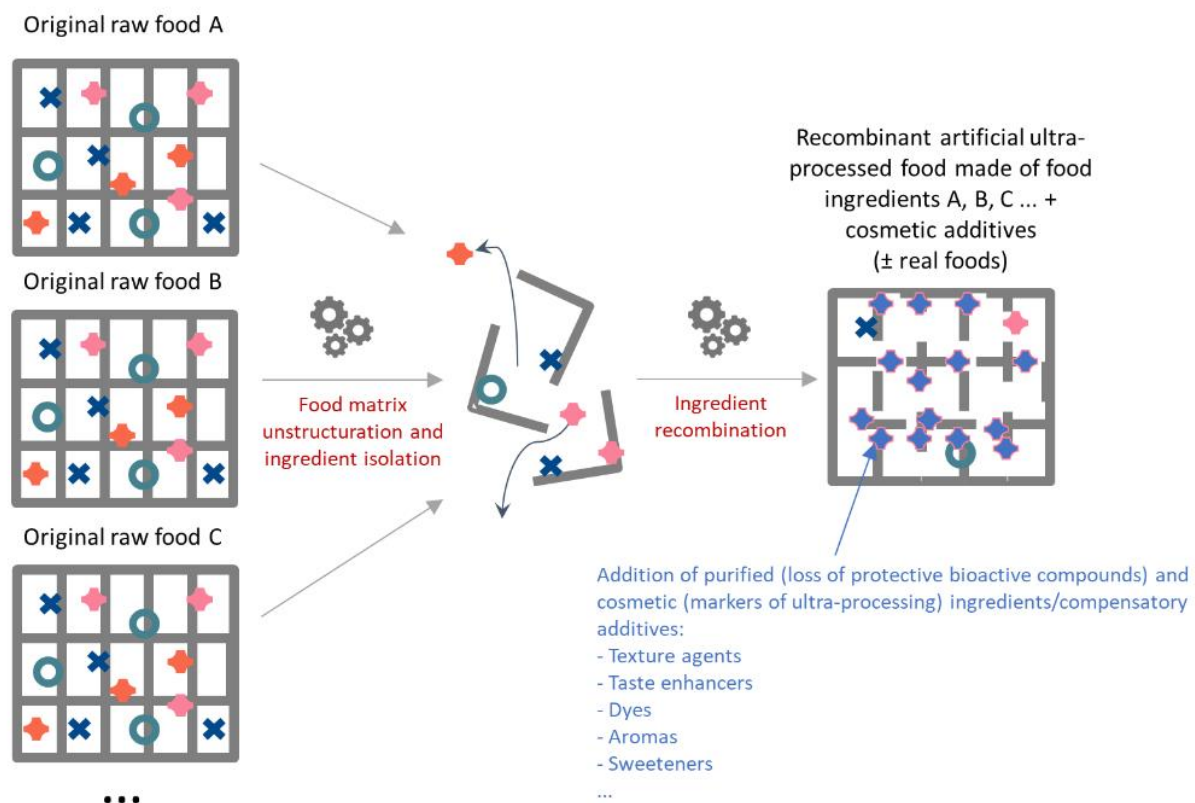 Original raw food A
Original raw food B
Original raw food C
...
Food matrix
unstructuration and
ingredient isolation
Ingredient
recombination
Recombinant artificial ultra-
processed food made of food
ingredients A, B, C ... +
cosmetic additives
(± real foods)
Addition of purified (loss of protective bioactive compounds) and
cosmetic (markers of ultra-processing) ingredients/compensatory
additives:
- Texture agents
- Taste enhancers
- Dyes
- Aromas
- Sweeteners
...